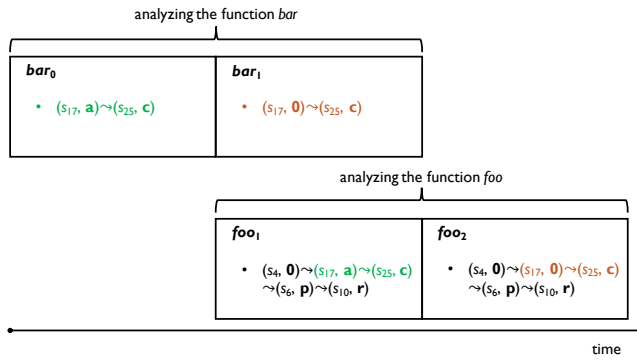 analyzing the function bar
bar₀
bar₁
• (s₁₇, a)⤳(s₂₅, c)
• (s₁₇, 0)⤳(s₂₅, c)
analyzing the function foo
foo₁
foo₂
• (s₄, 0)⤳(s₁₇, a)⤳(s₂₅, c)
⤳(s₆, p)⤳(s₁₀, r)
• (s₄, 0)⤳(s₁₇, 0)⤳(s₂₅, c)
⤳(s₆, p)⤳(s₁₀, r)
time